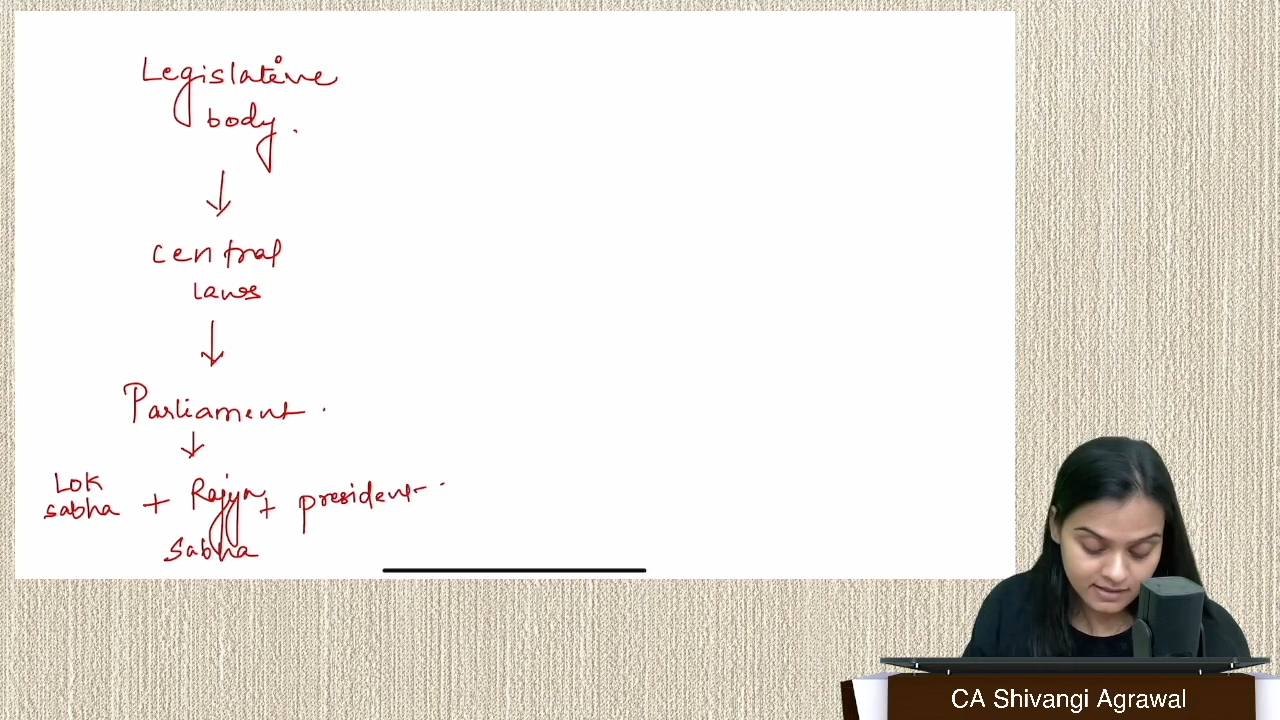 Legislative
body.
↓
central
laws
↓
Parliament.
↓
Lok
sabha + Rajya
sabha + president.
CA Shivangi Agrawal